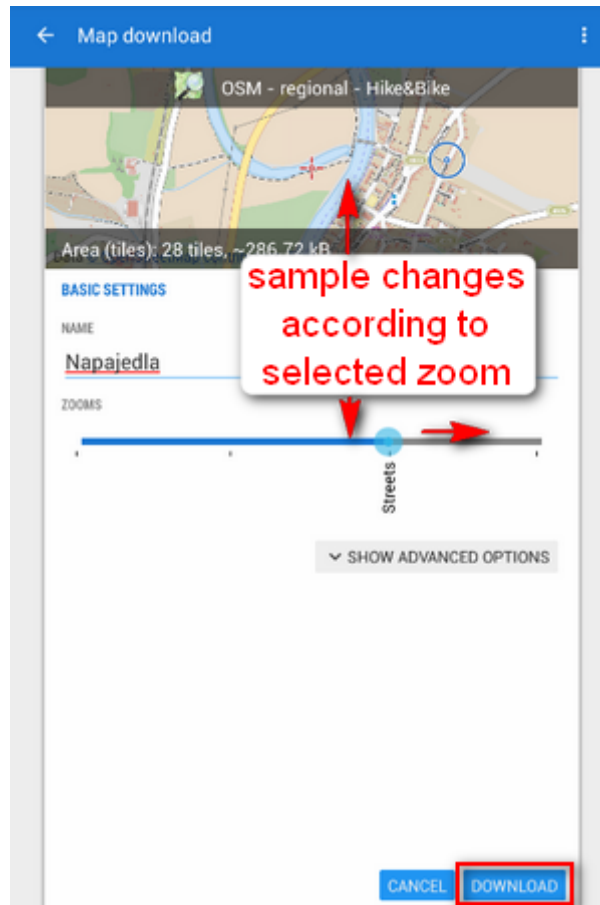 Map download
OSM - regional - Hike&Bike
Area (tiles): 28 tiles, ~286.72 kB
sample changes
according to
selected zoom
BASIC SETTINGS
NAME
Napajedla
ZOOMS
Streets -
SHOW ADVANCED OPTIONS
CANCEL DOWNLOAD